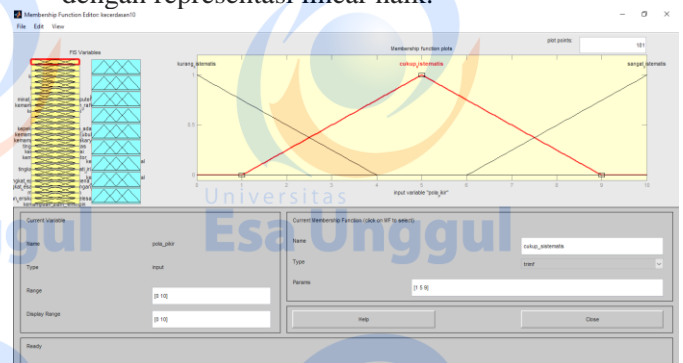 dengan representasi linear naik.
Membership Function Editor: kecerdasan10
File Edit View
FIS Variables
Membership function plots
plot points:
181
kurang_sistematis
cukup_sistematis
sangat_sistematis
1
0.5
0
0 1 2 3 4 5 6 7 8 9 10
input variable "pola_pikir"
Universitas
Esa Unggul
ggul
Current Variable
Name
pola_pikir
Type
input
Range
[0 10]
Display Range
[0 10]
Current Membership Function (click on MF to select)
Name
cukup_sistematis
Type
trimf
Params
[1 5 9]
Help
Close
Ready